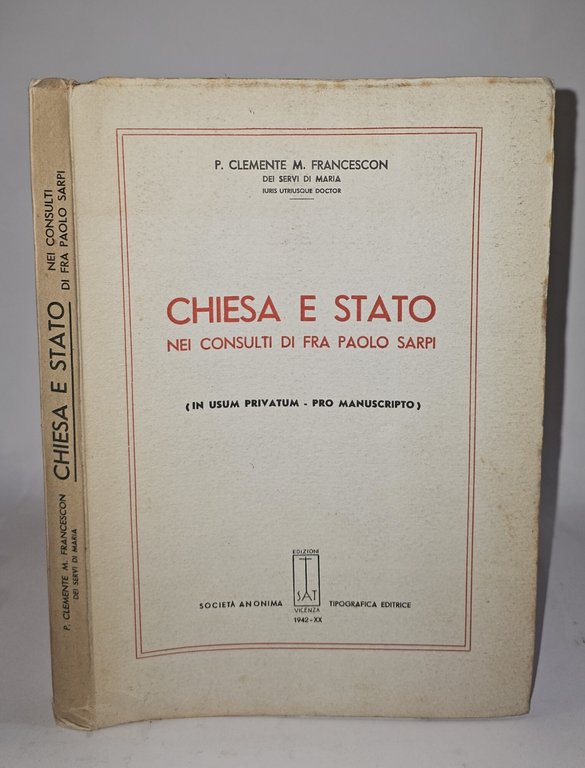 P. CLEMENTE M. FRANCESCON
DEI SERVI DI MARIA
IURIS UTRIUSQUE DOCTOR
CHIESA E STATO
NEI CONSULTI DI FRA PAOLO SARPI
(IN USUM PRIVATUM - PRO MANUSCRIPTO)
EDIZIONI
SAT
VICENZA
SOCIETÀ ANONIMA TIPOGRAFICA EDITRICE
1942-XX
P. CLEMENTE M. FRANCESCON
DEI SERVI DI MARIA
CHIESA E STATO
NEI CONSULTI
DI FRA PAOLO SARPI